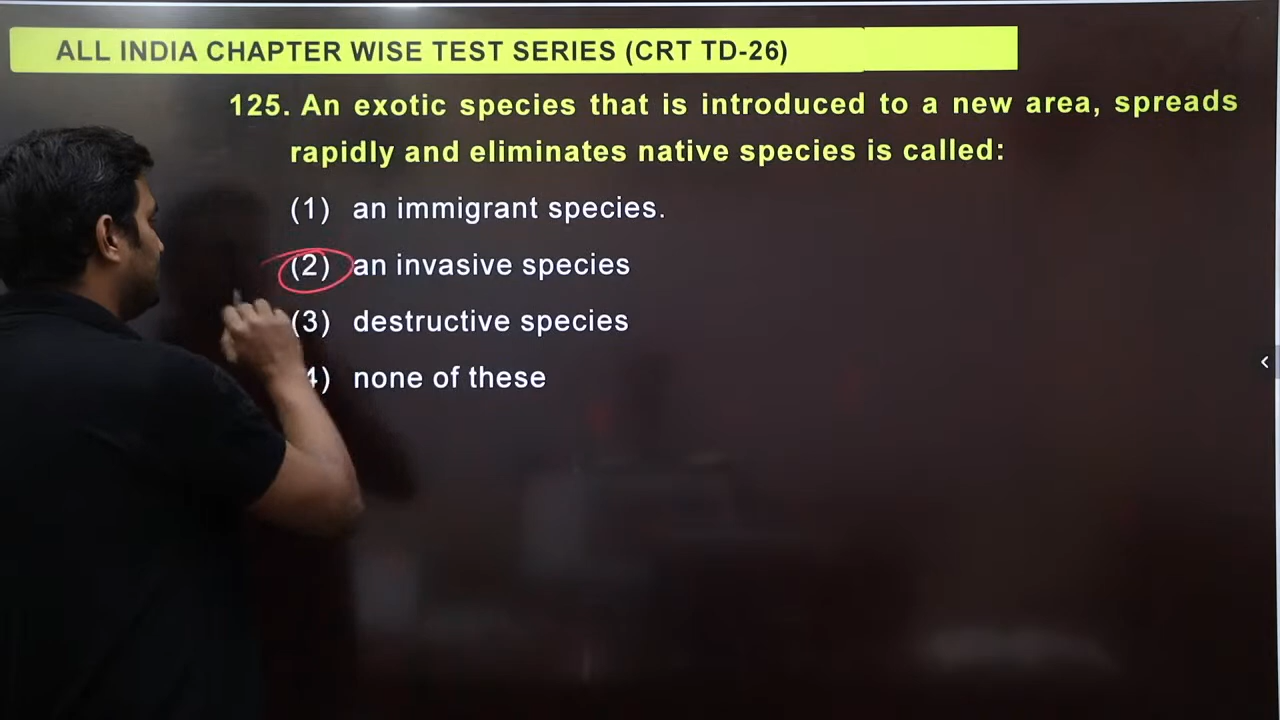 ALL INDIA CHAPTER WISE TEST SERIES (CRT TD-26)
125. An exotic species that is introduced to a new area, spreads
rapidly and eliminates native species is called:
(1) an immigrant species.
(2) an invasive species
(3) destructive species
4) none of these